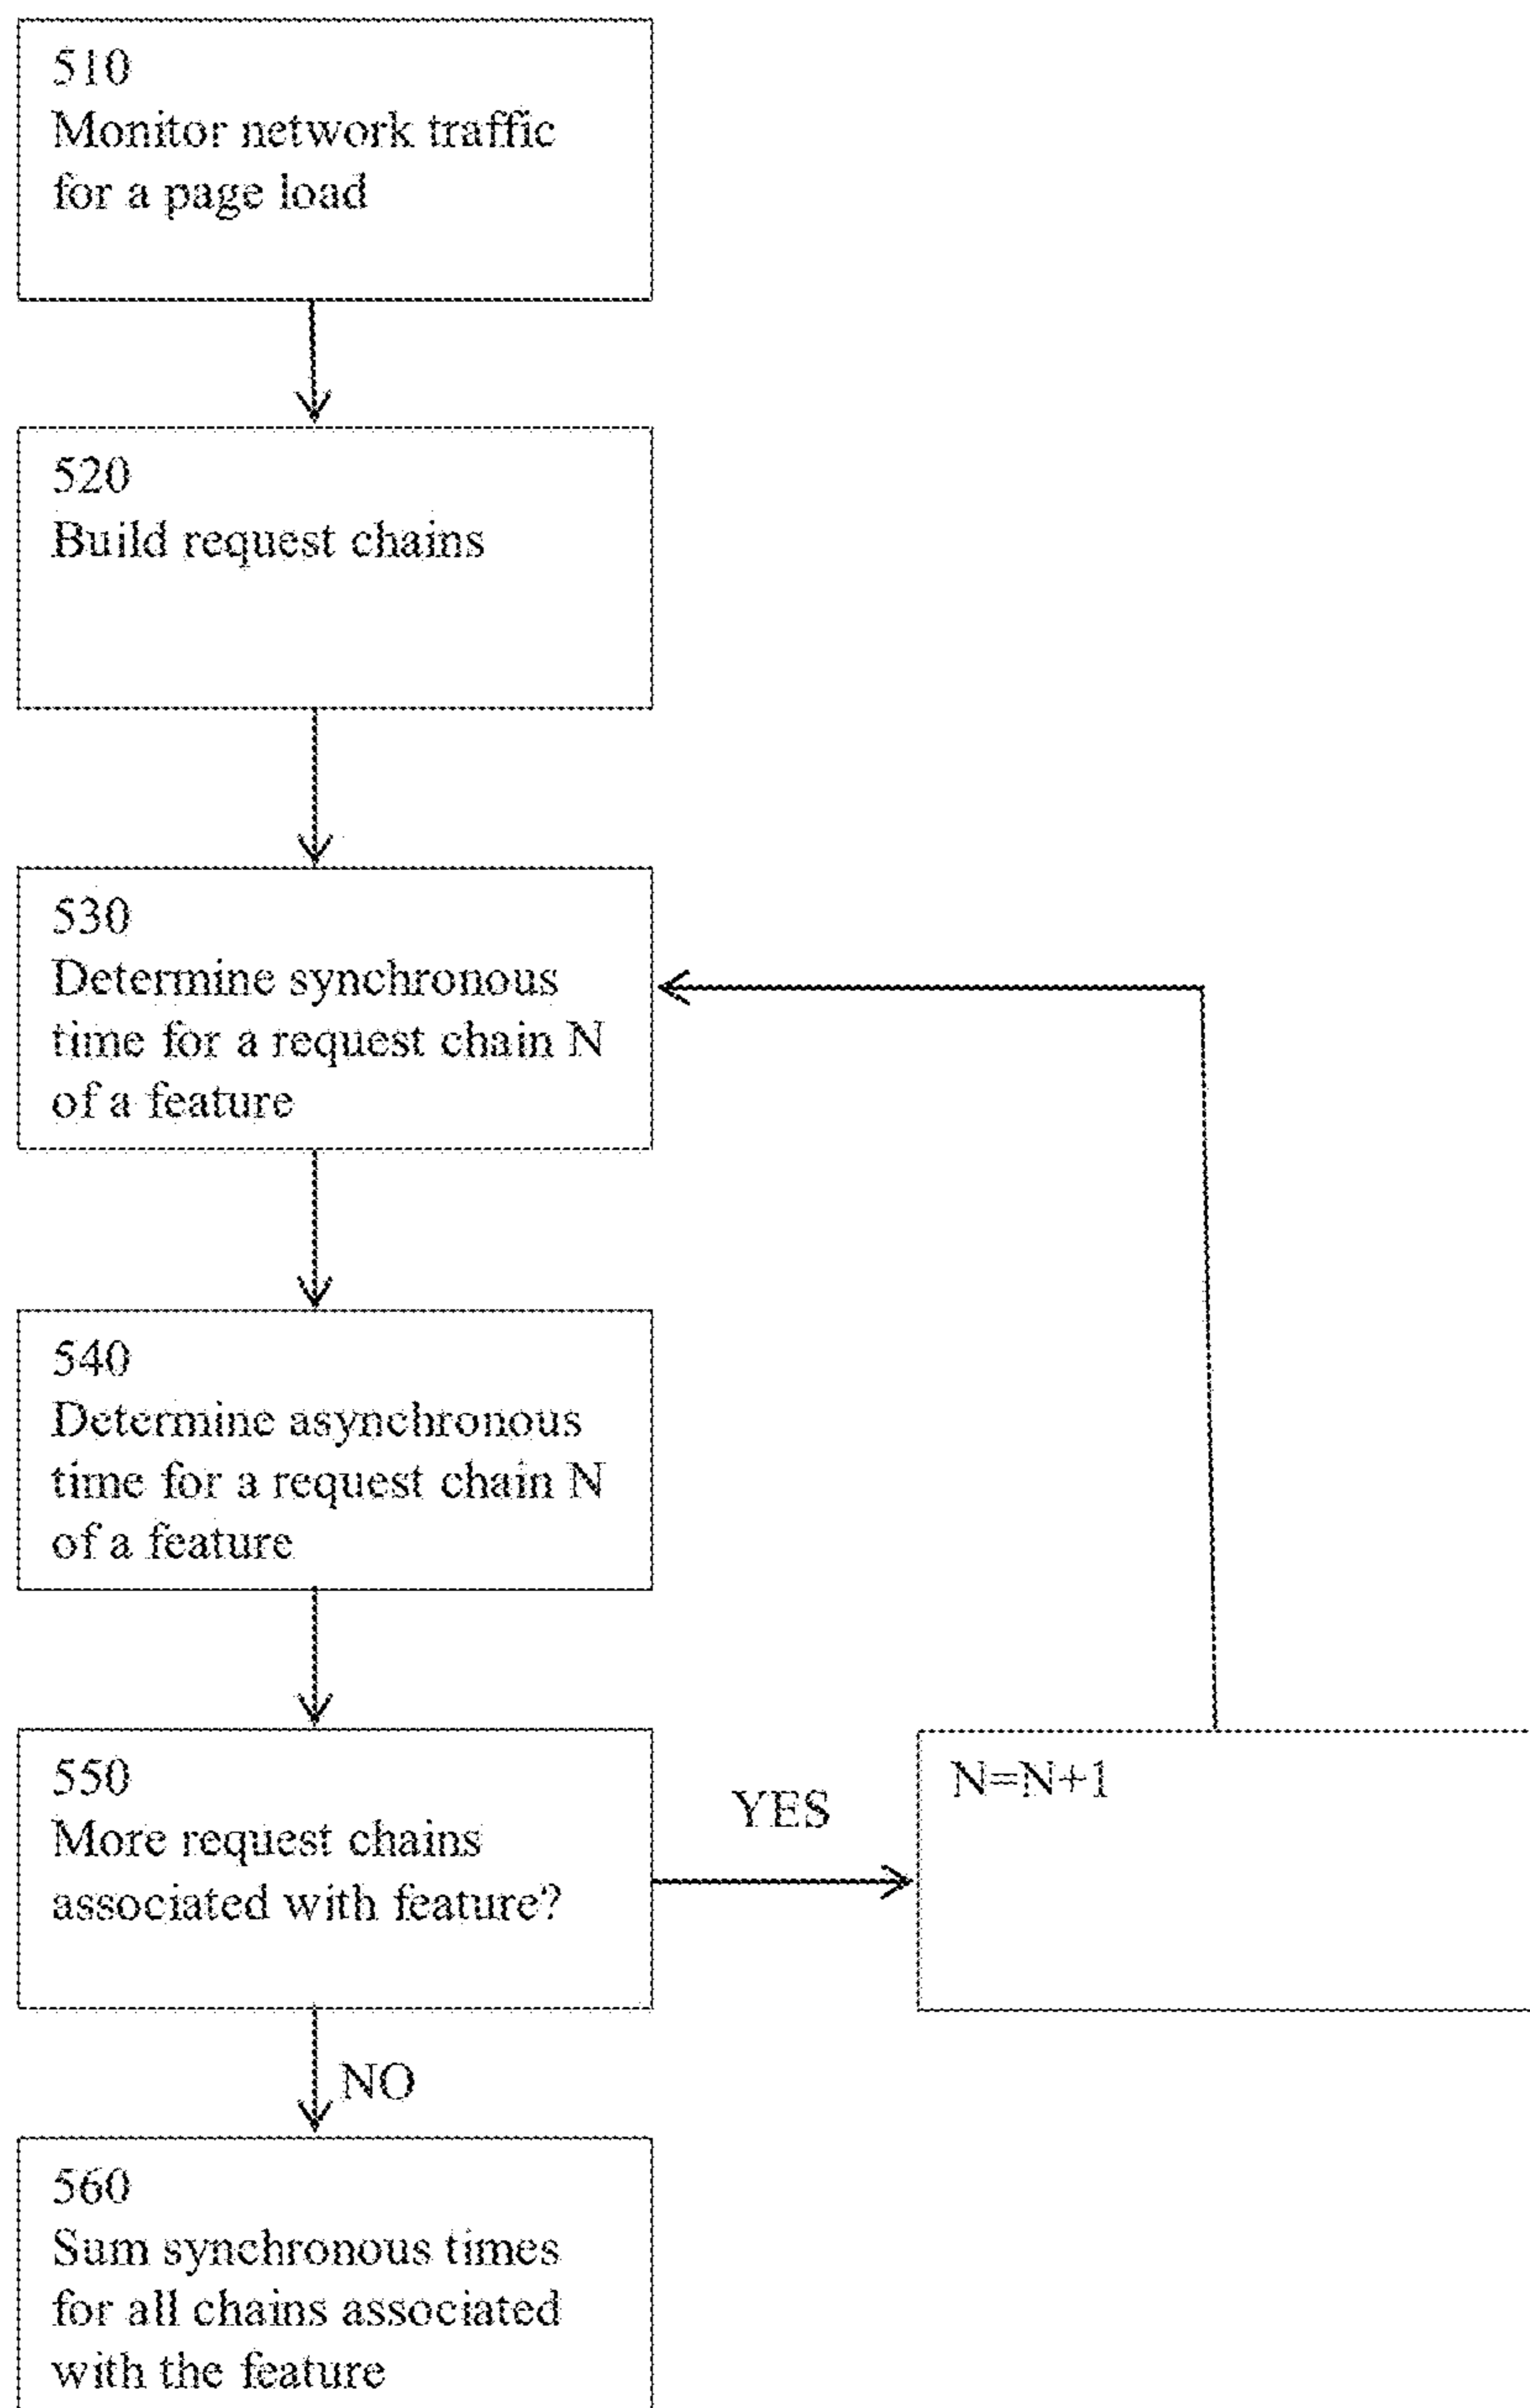 510
Monitor network traffic
for a page load
520
Build request chains
530
Determine synchronous
time for a request chain N
of a feature
540
Determine asynchronous
time for a request chain N
of a feature
550
More request chains
associated with feature?
YES
N=N+1
NO
560
Sum synchronous times
for all chains associated
with the feature